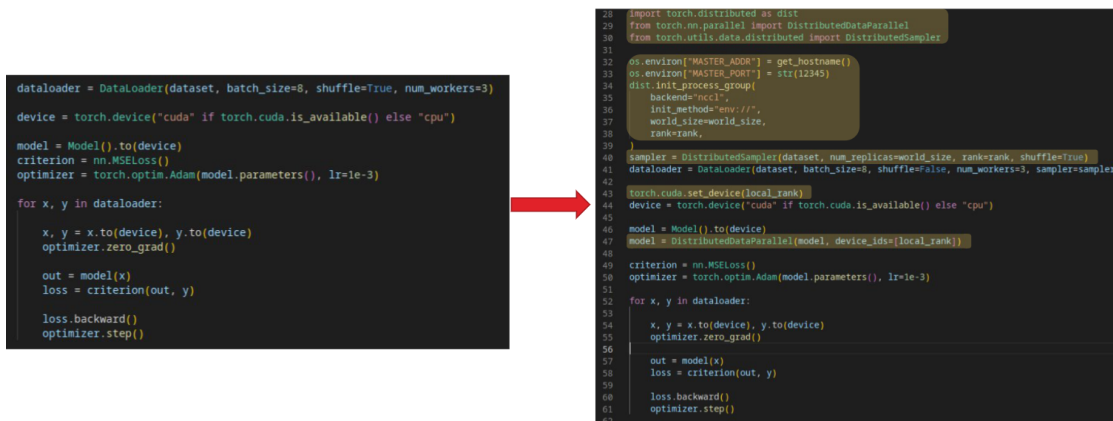 dataloader = DataLoader(dataset, batch_size=8, shuffle=True, num_workers=3)
device = torch.device("cuda" if torch.cuda.is_available() else "cpu")
model = Model().to(device)
criterion = nn.MSELoss()
optimizer = torch.optim.Adam(model.parameters(), lr=1e-3)
for x, y in dataloader:
x, y = x.to(device), y.to(device)
optimizer.zero_grad()
out = model(x)
loss = criterion(out, y)
loss.backward()
optimizer.step()
28 import torch.distributed as dist
29 from torch.nn.parallel import DistributedDataParallel
30 from torch.utils.data.distributed import DistributedSampler
31
32 os.environ["MASTER_ADDR"] = get_hostname()
33 os.environ["MASTER_PORT"] = str(12345)
34 dist.init_process_group(
35 backend="nccl",
36 init_method="env://",
37 world_size=world_size,
38 rank=rank,
39 )
40 sampler = DistributedSampler(dataset, num_replicas=world_size, rank=rank, shuffle=True)
41 dataloader = DataLoader(dataset, batch_size=8, shuffle=False, num_workers=3, sampler=sampler
42
43 torch.cuda.set_device(local_rank)
44 device = torch.device("cuda" if torch.cuda.is_available() else "cpu")
45
46 model = Model().to(device)
47 model = DistributedDataParallel(model, device_ids=[local_rank])
48
49 criterion = nn.MSELoss()
50 optimizer = torch.optim.Adam(model.parameters(), lr=1e-3)
51
52 for x, y in dataloader:
53
54 x, y = x.to(device), y.to(device)
55 optimizer.zero_grad()
56
57 out = model(x)
58 loss = criterion(out, y)
59
60 loss.backward()
61 optimizer.step()